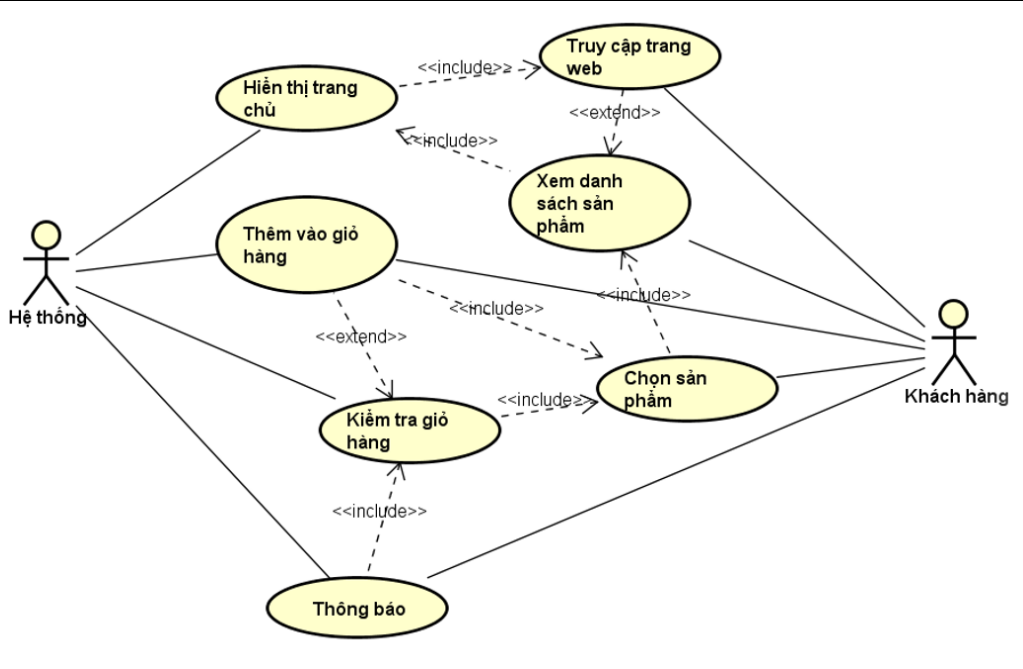 Truy cập trang
web
<<include>>
Hiển thị trang
chủ
<<extend>>
<<include>>
Xem danh
sách sản
phẩm
Thêm vào giỏ
hàng
<<include>>
<<include>>
Hệ thống
<<extend>>
Chọn sản
phẩm
Khách hàng
<<include>>
Kiểm tra giỏ
hàng
<<include>>
Thông báo